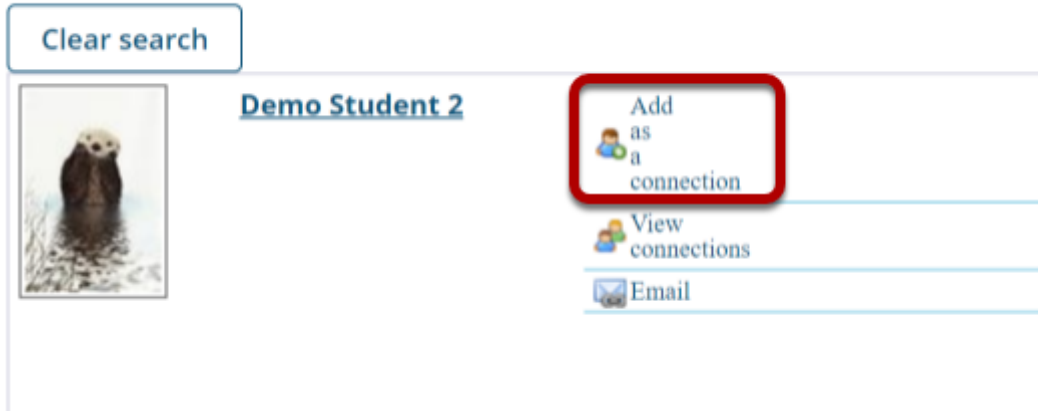 Clear search
Demo Student 2
Add
as
a
connection
View
connections
Email